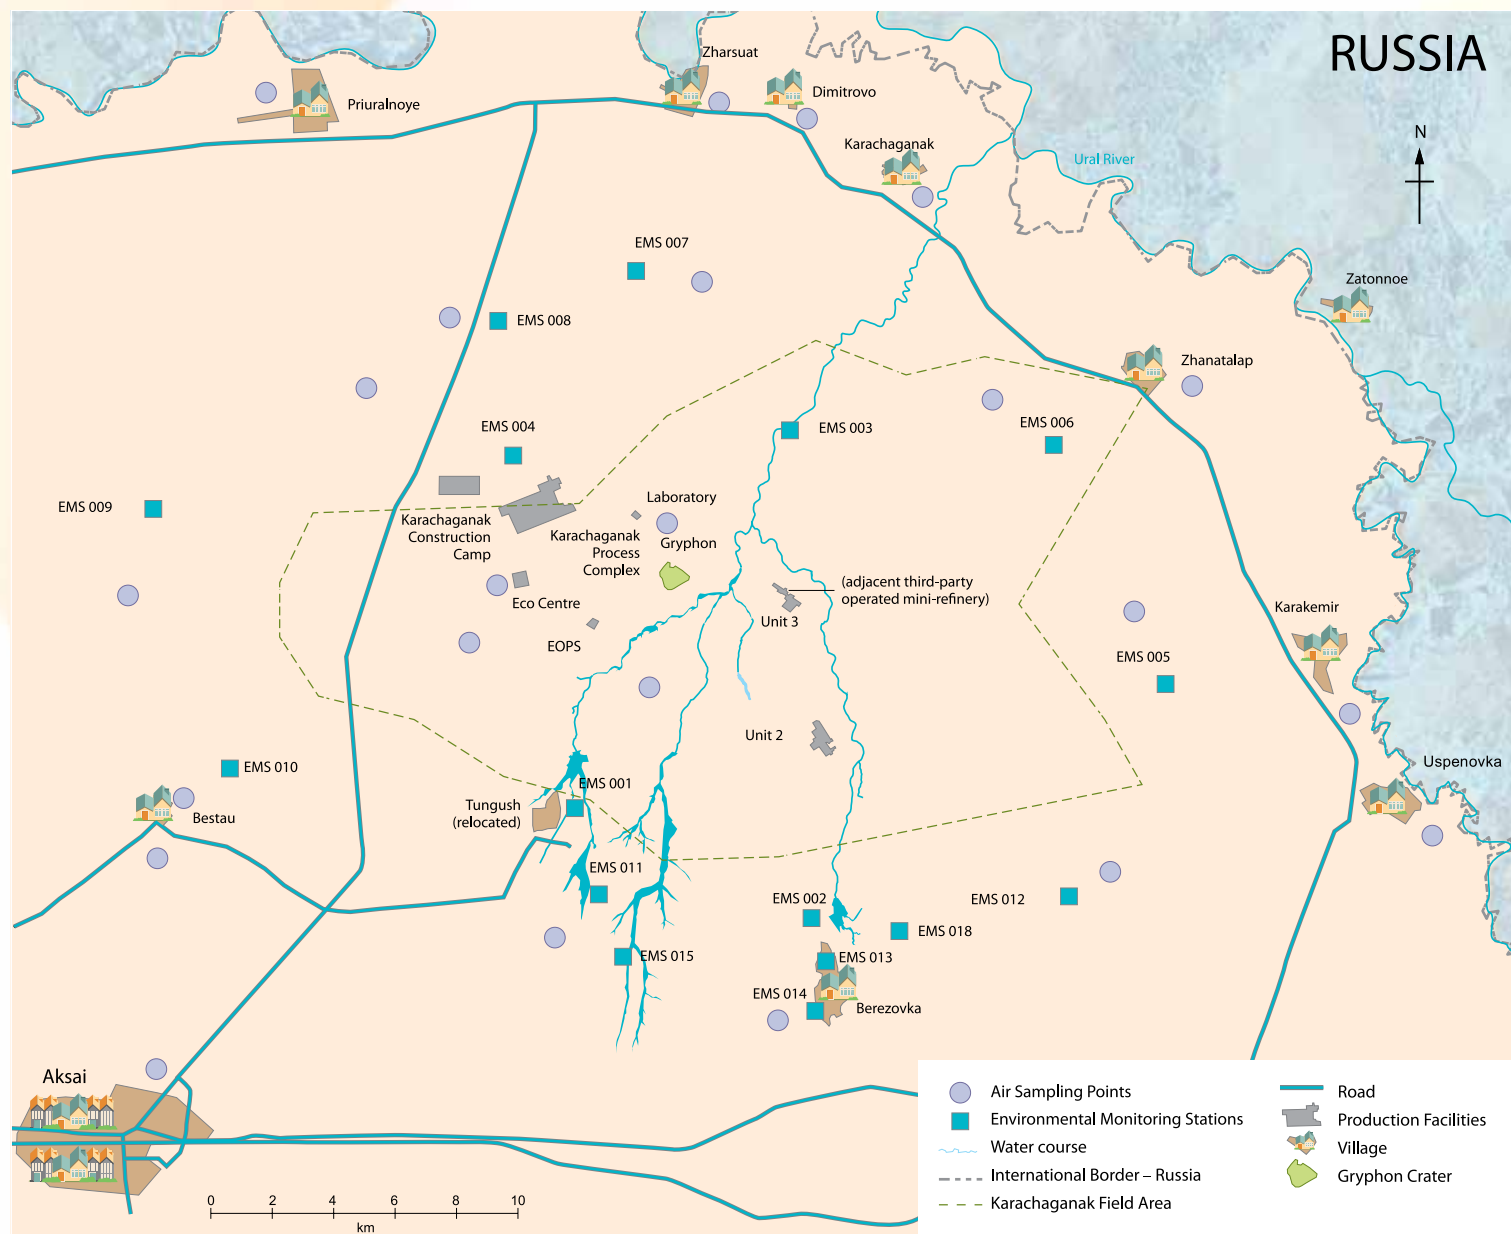 RUSSIA
Zharsuat
Dimitrovo
Priuralnoye
Karachaganak
N
Ural River
EMS 007
Zatonnoe
EMS 008
Zhanatalap
EMS 004
EMS 003
EMS 006
EMS 009
Laboratory
Karachaganak
Construction
Camp
Karachaganak
Process
Complex
Gryphon
(adjacent third-party
operated mini-refinery)
Eco Centre
Unit 3
Karakemir
EOPS
EMS 005
Unit 2
Uspenovka
EMS 010
EMS 001
Tungush
(relocated)
Bestau
EMS 011
EMS 002
EMS 012
EMS 018
EMS 015
EMS 013
EMS 014
Berezovka
Aksai
0 2 4 6 8 10
km
Air Sampling Points
Environmental Monitoring Stations
Water course
International Border – Russia
Karachaganak Field Area
Road
Production Facilities
Village
Gryphon Crater